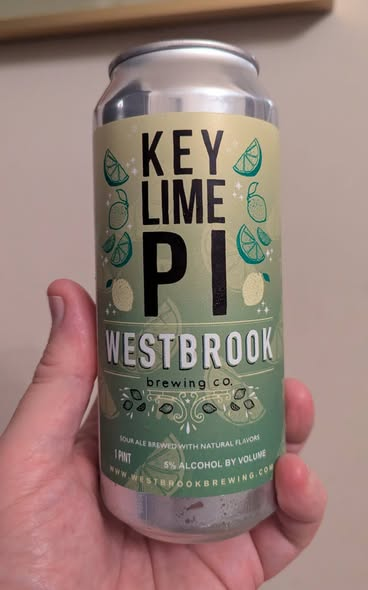 KEY
LIME
PI
WESTBROOK
brewing co.
SOUR ALE BREWED WITH NATURAL FLAVORS
1 PINT
5% ALCOHOL BY VOLUME
WWW.WESTBROOKBREWING.COM